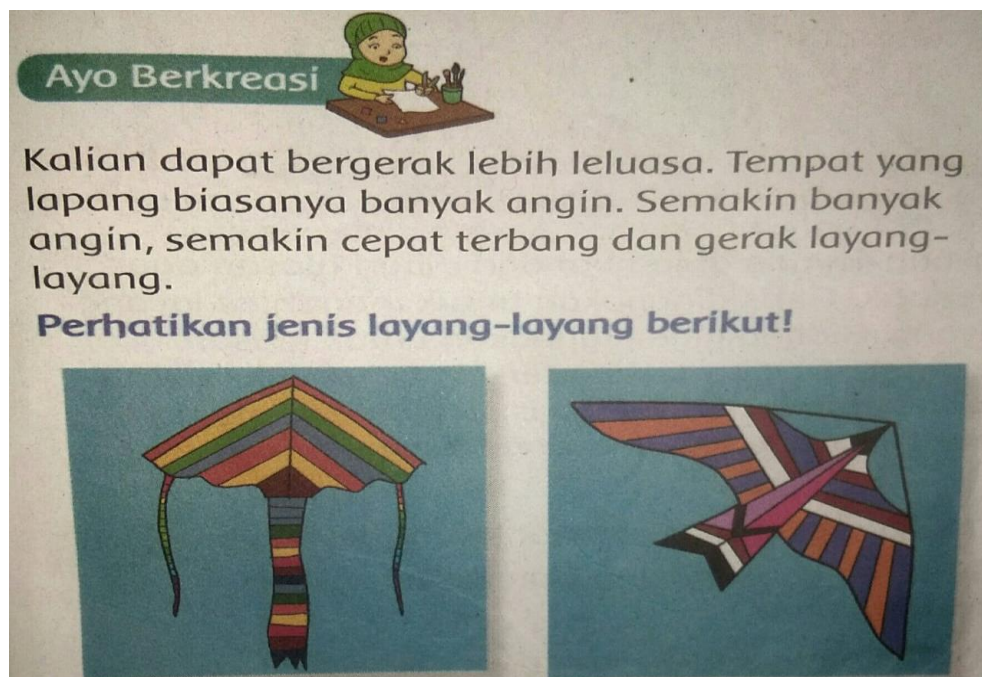 Ayo Berkreasi
Kalian dapat bergerak lebih leluasa. Tempat yang
lapang biasanya banyak angin. Semakin banyak
angin, semakin cepat terbang dan gerak layang-
layang.
Perhatikan jenis layang-layang berikut!